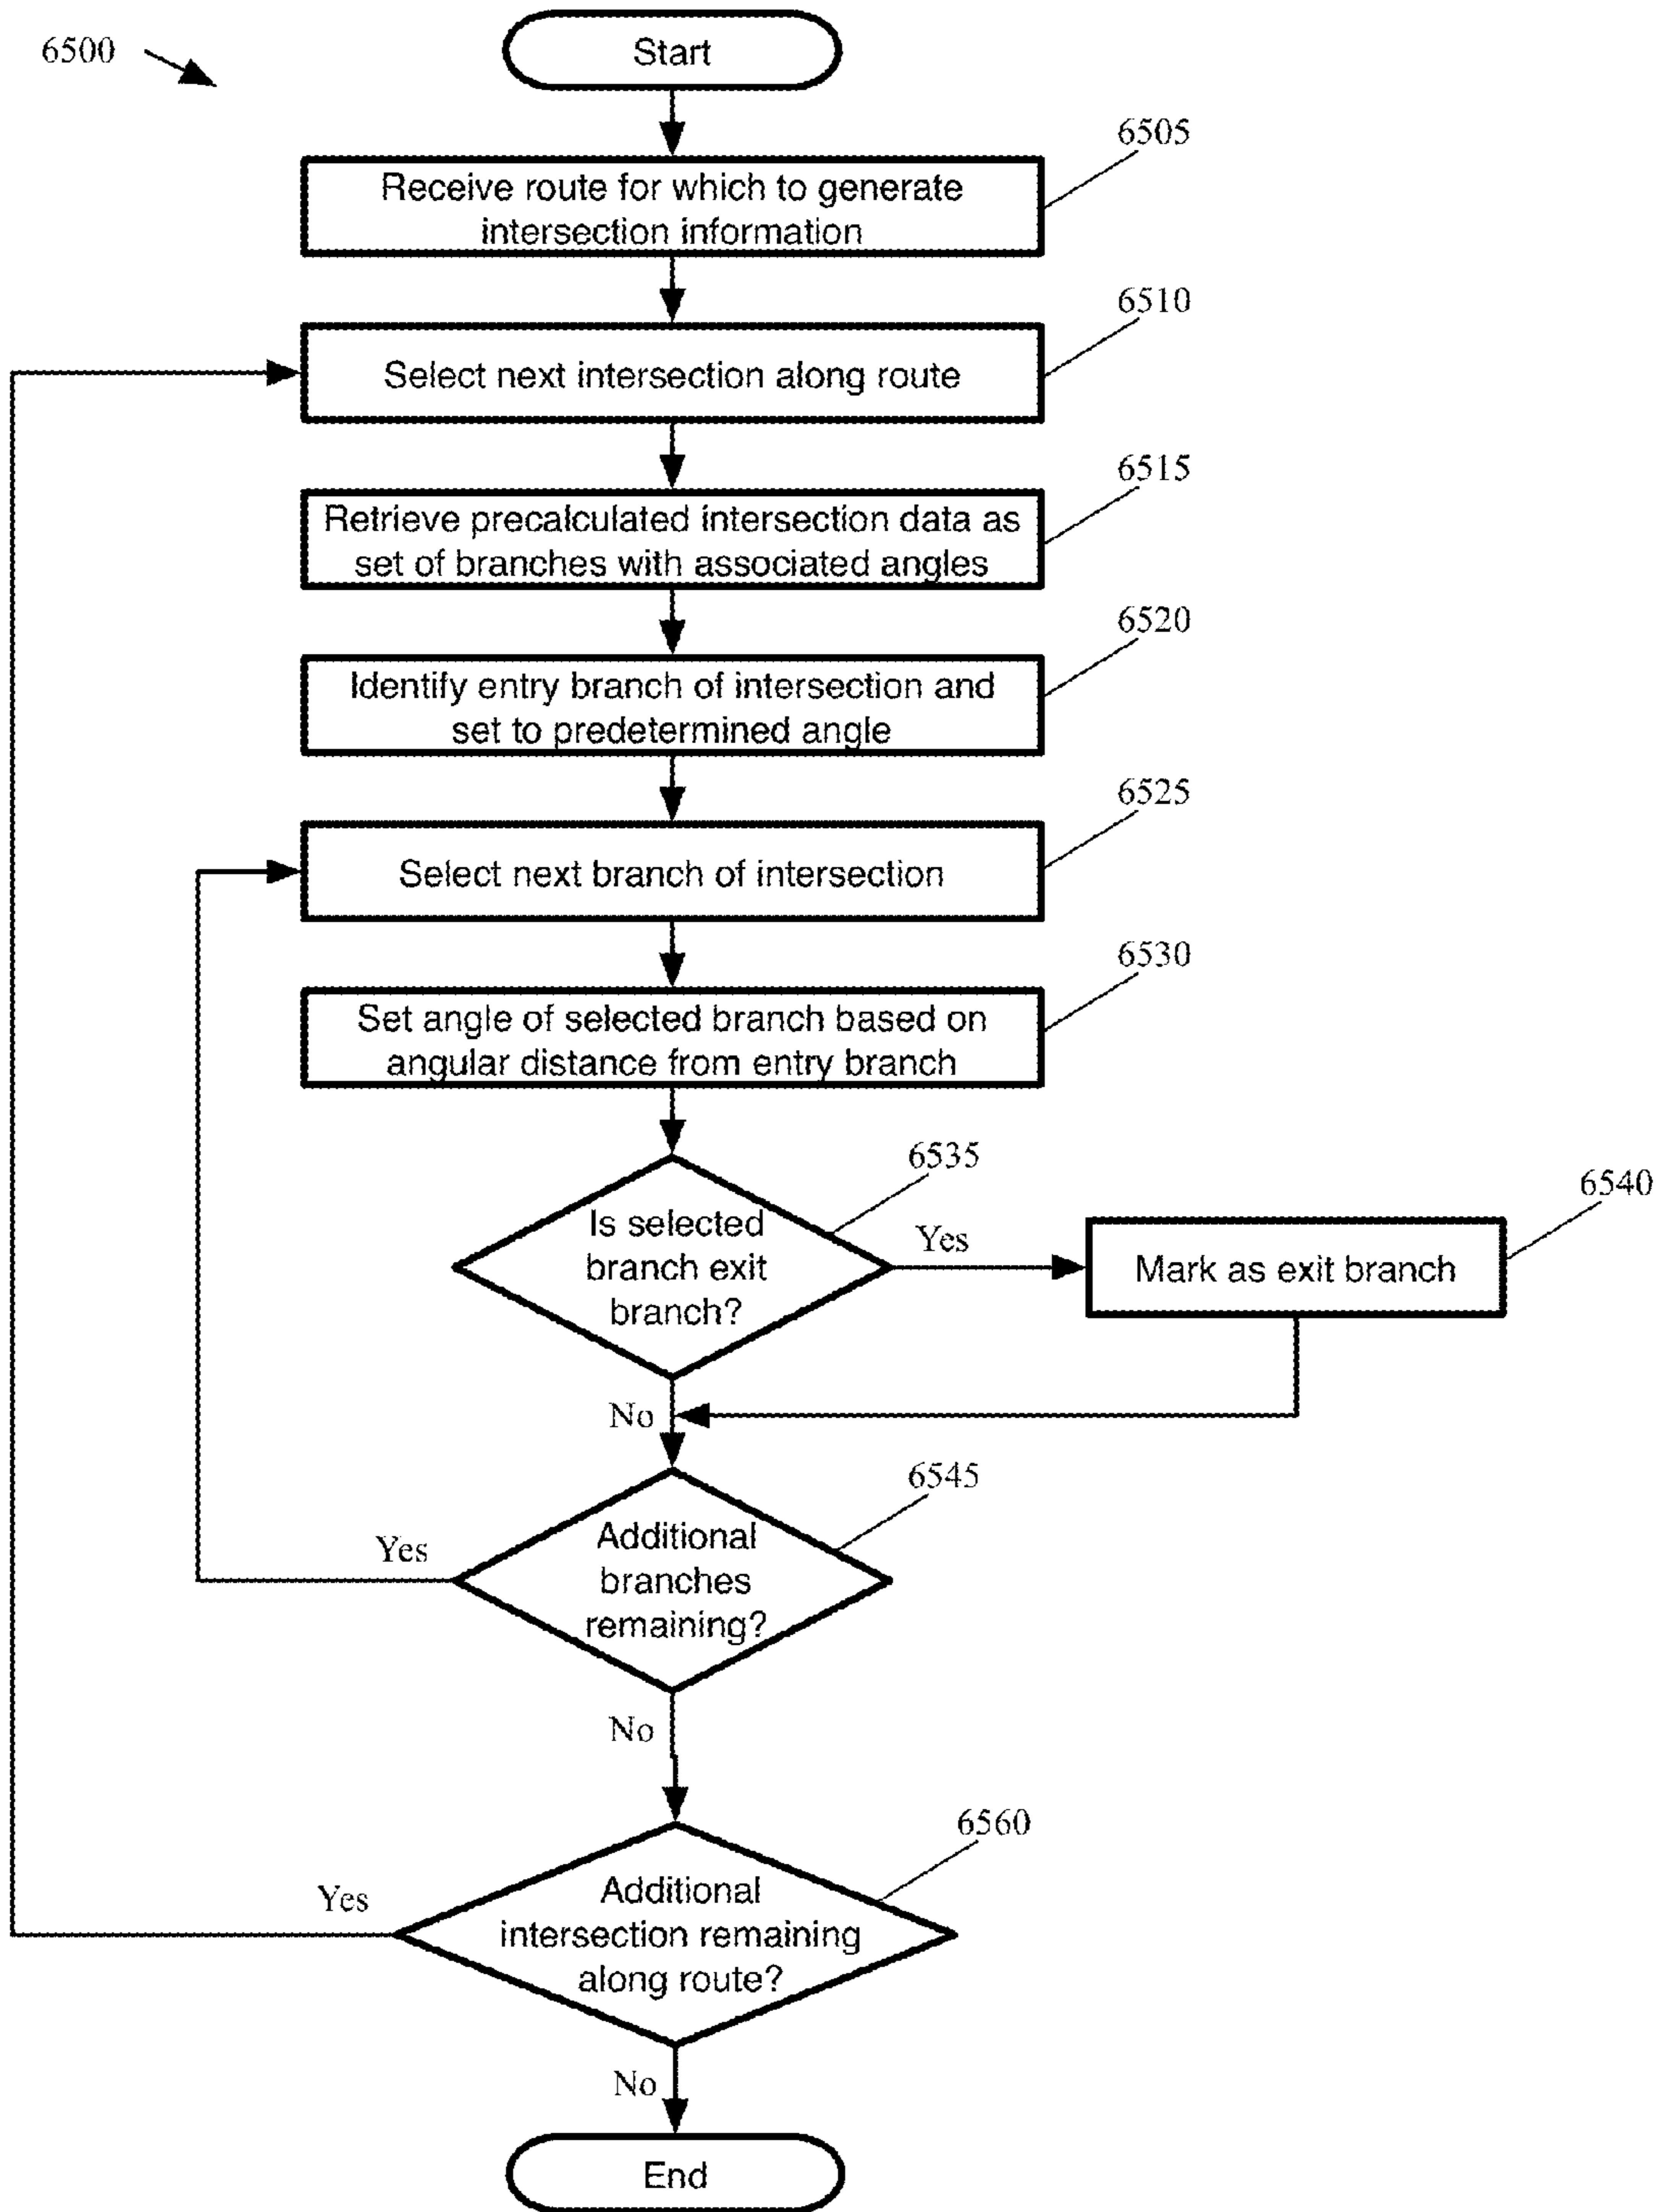 6500
Start
6505
Receive route for which to generate
intersection information
6510
Select next intersection along route
6515
Retrieve precalculated intersection data as
set of branches with associated angles
6520
Identify entry branch of intersection and
set to predetermined angle
6525
Select next branch of intersection
6530
Set angle of selected branch based on
angular distance from entry branch
6535
Is selected
branch exit
branch?
Yes
6540
Mark as exit branch
No
6545
Additional
branches
remaining?
Yes
No
6560
Additional
intersection remaining
along route?
Yes
No
End